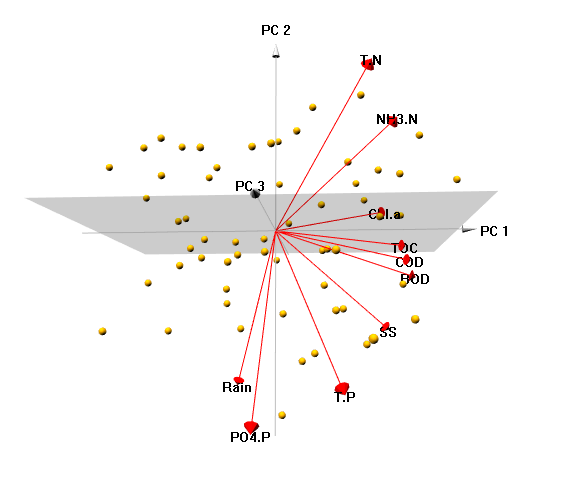 PC 2
T.N
NH3.N
PC 3
Chl.a
PC 1
TOC
COD
BOD
SS
Rain
T.P
PO4.P